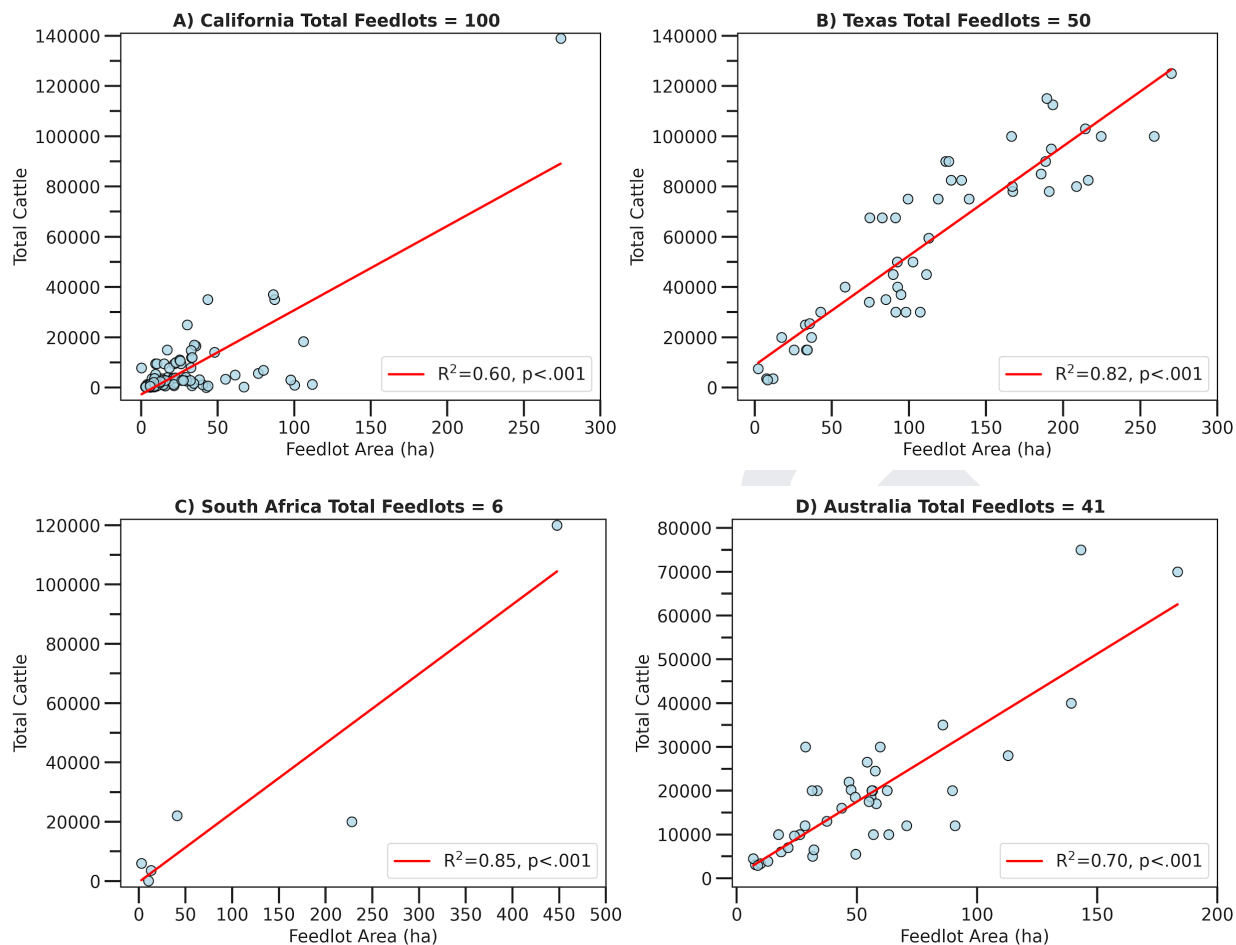 A) California Total Feedlots = 100
140000
120000
100000
80000
60000
40000
20000
0
Total Cattle
R²=0.60, p<.001
0 50 100 150 200 250 300
Feedlot Area (ha)
B) Texas Total Feedlots = 50
140000
120000
100000
80000
60000
40000
20000
0
Total Cattle
R²=0.82, p<.001
0 50 100 150 200 250 300
Feedlot Area (ha)
C) South Africa Total Feedlots = 6
120000
100000
80000
60000
40000
20000
0
Total Cattle
R²=0.85, p<.001
0 50 100 150 200 250 300 350 400 450 500
Feedlot Area (ha)
D) Australia Total Feedlots = 41
80000
70000
60000
50000
40000
30000
20000
10000
0
Total Cattle
R²=0.70, p<.001
0 50 100 150 200
Feedlot Area (ha)